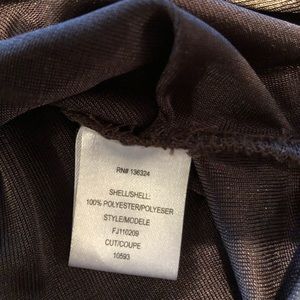 RN# 136324
SHELL/SHELL:
100% POLYESTER/POLYESER
STYLE/MODELE
FJ110209
CUT/COUPE
10593